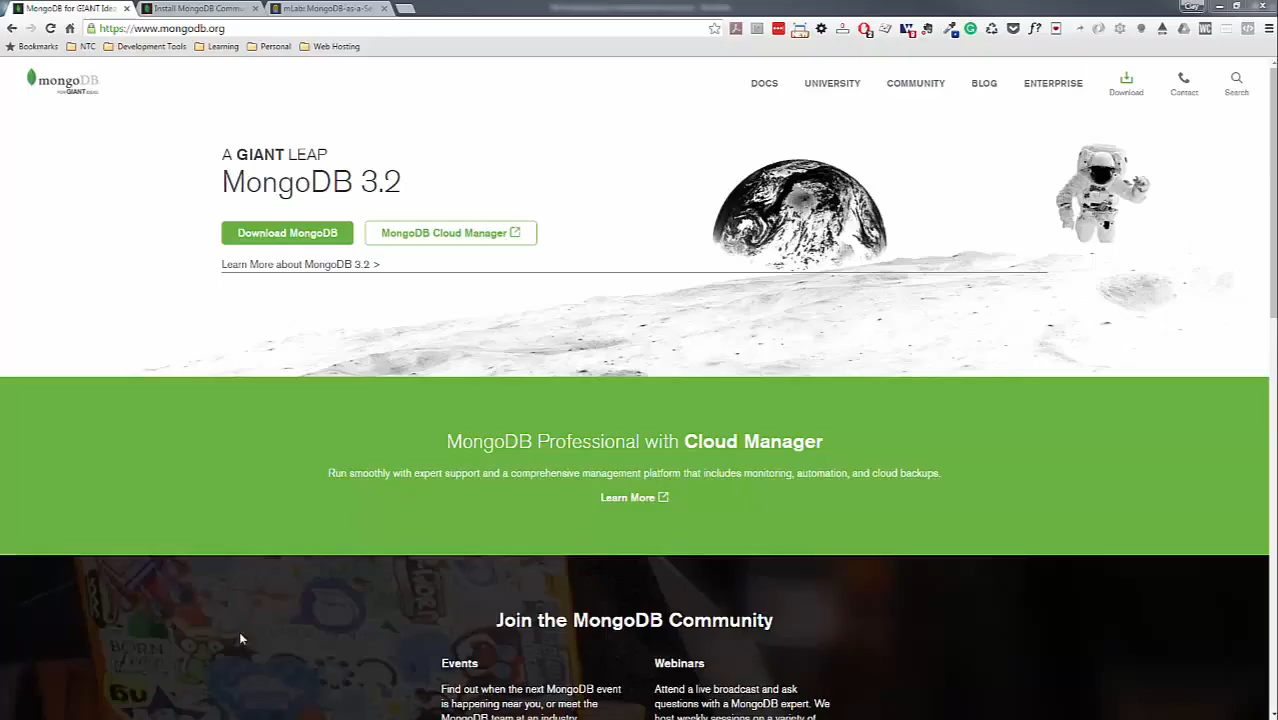 MongoDB for GIANT Idea
Install MongoDB Commu
mLab: MongoDB-as-a-Se
Clay
https://www.mongodb.org
Bookmarks
NTC
Development Tools
Learning
Personal
Web Hosting
mongoDB
FOR GIANT IDEAS
DOCS
UNIVERSITY
COMMUNITY
BLOG
ENTERPRISE
Download
Contact
Search
A GIANT LEAP
MongoDB 3.2
Download MongoDB
MongoDB Cloud Manager
Learn More about MongoDB 3.2 >
MongoDB Professional with Cloud Manager
Run smoothly with expert support and a comprehensive management platform that includes monitoring, automation, and cloud backups.
Learn More
Join the MongoDB Community
Events
Webinars
Find out when the next MongoDB event
is happening near you, or meet the
MongoDB team at an industry
Attend a live broadcast and ask
questions with a MongoDB expert. We
host weekly sessions on a variety of